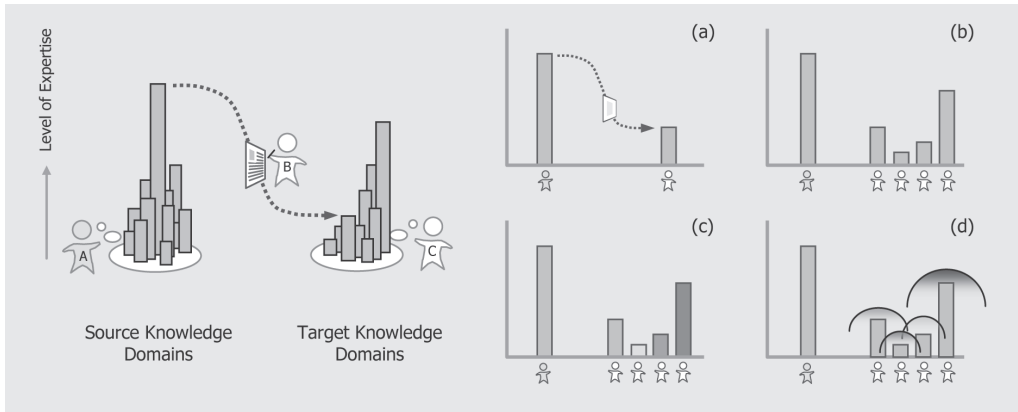 Level of Expertise
A
B
C
Source Knowledge
Domains
Target Knowledge
Domains
(a)
(b)
(c)
(d)